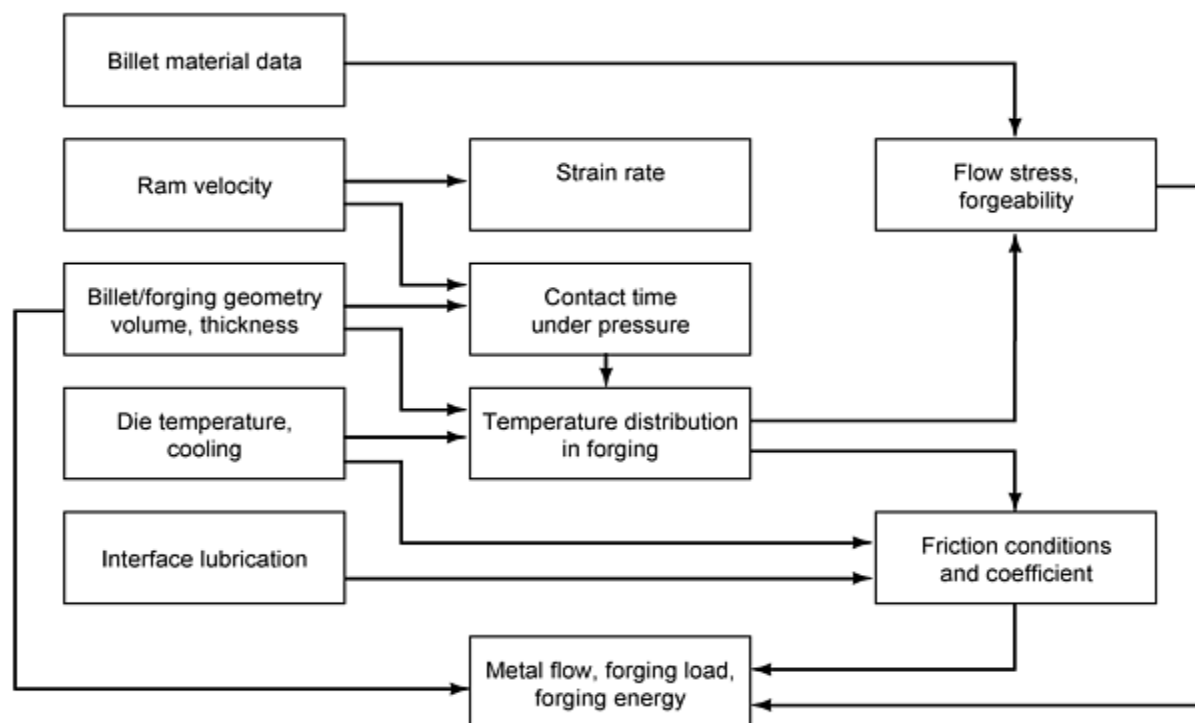 Billet material data
Ram velocity
Strain rate
Flow stress,
forgeability
Billet/forging geometry
volume, thickness
Contact time
under pressure
Die temperature,
cooling
Temperature distribution
in forging
Interface lubrication
Friction conditions
and coefficient
Metal flow, forging load,
forging energy